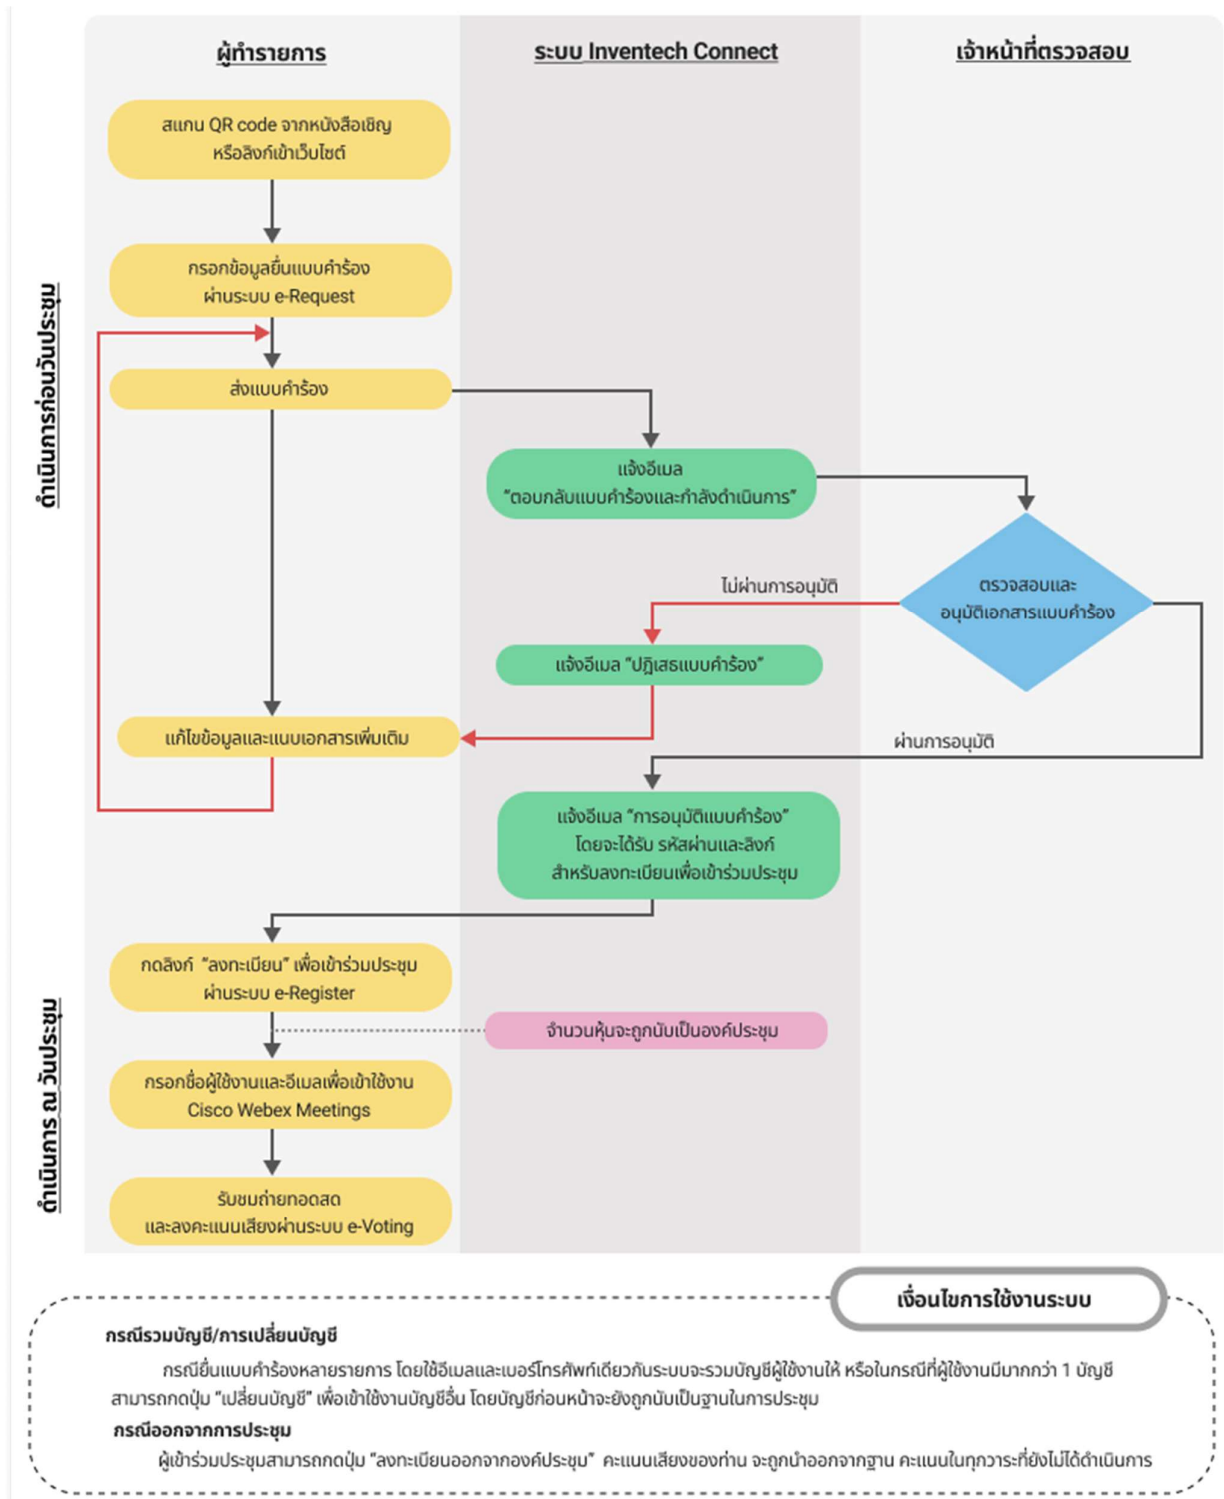 ผู้ทำรายการ
ระบบ Inventech Connect
เจ้าหน้าที่ตรวจสอบ
ดำเนินการก่อนวันประชุม
สแกน QR code จากหนังสือเชิญ
หรือลิงก์เข้าเว็บไซต์
กรอกข้อมูลยื่นแบบคำร้อง
ผ่านระบบ e-Request
ส่งแบบคำร้อง
แจ้งอีเมล
“ตอบกลับแบบคำร้องและกำลังดำเนินการ”
ตรวจสอบและ
อนุมัติเอกสารแบบคำร้อง
ไม่ผ่านการอนุมัติ
แจ้งอีเมล “ปฏิเสธแบบคำร้อง”
แก้ไขข้อมูลและแนบเอกสารเพิ่มเติม
ผ่านการอนุมัติ
แจ้งอีเมล “การอนุมัติแบบคำร้อง”
โดยจะได้รับ รหัสผ่านและลิงก์
สำหรับลงทะเบียนเพื่อเข้าร่วมประชุม
ดำเนินการ ณ วันประชุม
กดลิงก์ “ลงทะเบียน” เพื่อเข้าร่วมประชุม
ผ่านระบบ e-Register
จำนวนหุ้นจะถูกนับเป็นองค์ประชุม
กรอกชื่อผู้ใช้งานและอีเมลเพื่อเข้าใช้งาน
Cisco Webex Meetings
รับชมถ่ายทอดสด
และลงคะแนนเสียงผ่านระบบ e-Voting
เงื่อนไขการใช้งานระบบ
กรณีรวมบัญชี/การเปลี่ยนบัญชี
กรณียื่นแบบคำร้องหลายรายการ โดยใช้อีเมลและเบอร์โทรศัพท์เดียวกันระบบจะรวมบัญชีผู้ใช้งานให้ หรือในกรณีที่ผู้ใช้งานมีมากกว่า 1 บัญชี
สามารถกดปุ่ม “เปลี่ยนบัญชี” เพื่อเข้าใช้งานบัญชีอื่น โดยบัญชีก่อนหน้าจะยังถูกนับเป็นฐานในการประชุม
กรณีออกจากการประชุม
ผู้เข้าร่วมประชุมสามารถกดปุ่ม “ลงทะเบียนออกจากองค์ประชุม” คะแนนเสียงของท่าน จะถูกนำออกจากฐาน คะแนนในทุกวาระที่ยังไม่ได้ดำเนินการ